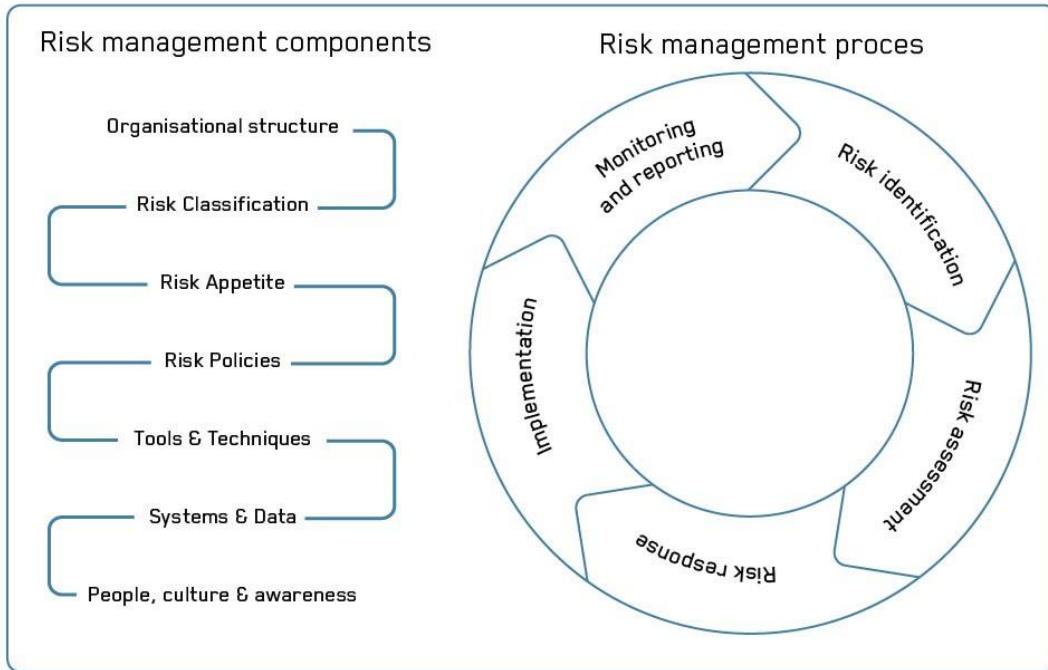 Risk management components
Organisational structure
Risk Classification
Risk Appetite
Risk Policies
Tools & Techniques
Systems & Data
People, culture & awareness
Risk management proces
Risk identification
Risk assessment
Risk response
Implementation
Monitoring
and reporting